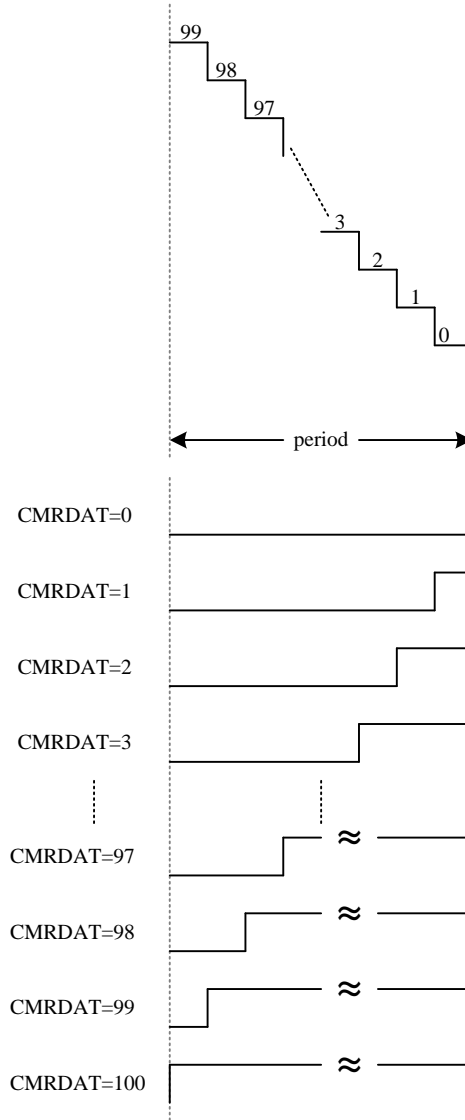 99
98
97
3
2
1
0
period
CMRDAT=0
CMRDAT=1
CMRDAT=2
CMRDAT=3
CMRDAT=97
≈
CMRDAT=98
≈
CMRDAT=99
≈
CMRDAT=100
≈